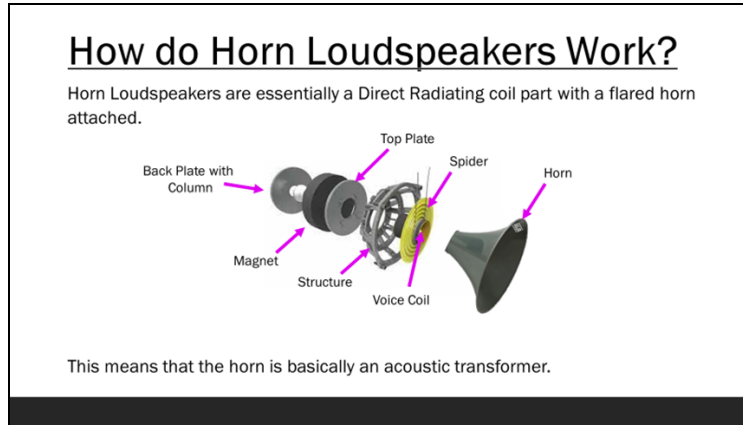 How do Horn Loudspeakers Work?
Horn Loudspeakers are essentially a Direct Radiating coil part with a flared horn
attached.
Top Plate
Back Plate with
Column
Spider
Horn
Magnet
Structure
Voice Coil
This means that the horn is basically an acoustic transformer.